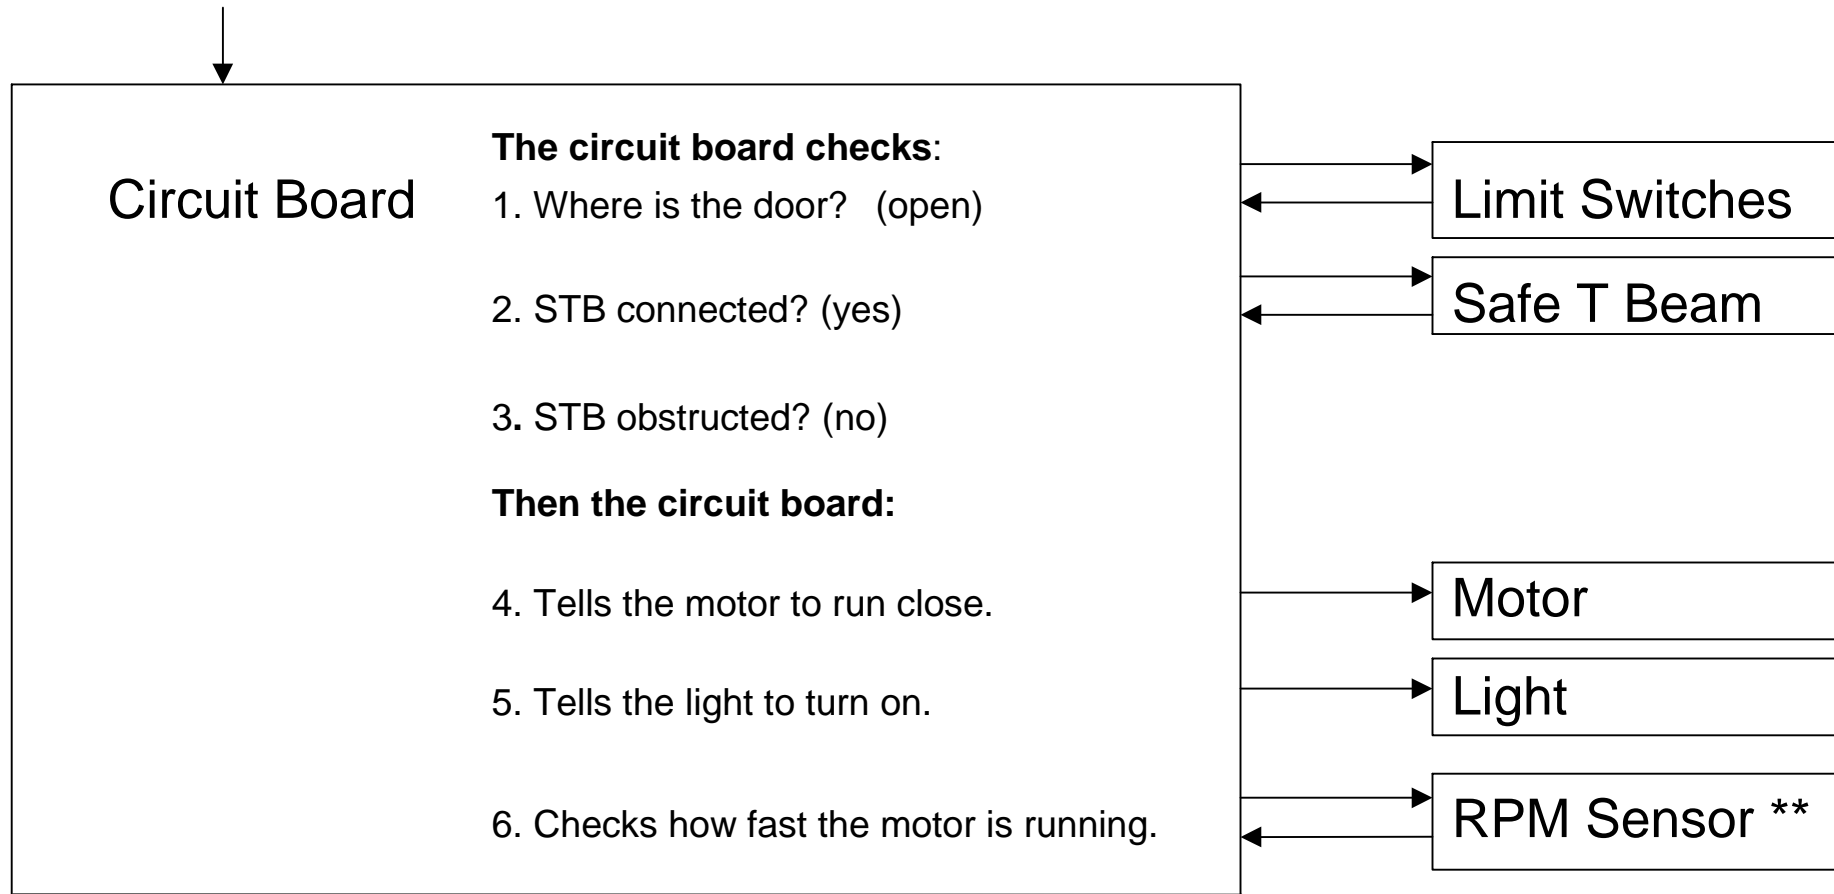 Circuit Board
The circuit board checks:
1. Where is the door? (open)
2. STB connected? (yes)
3. STB obstructed? (no)
Then the circuit board:
4. Tells the motor to run close.
5. Tells the light to turn on.
6. Checks how fast the motor is running.
Limit Switches
Safe T Beam
Motor
Light
RPM Sensor **